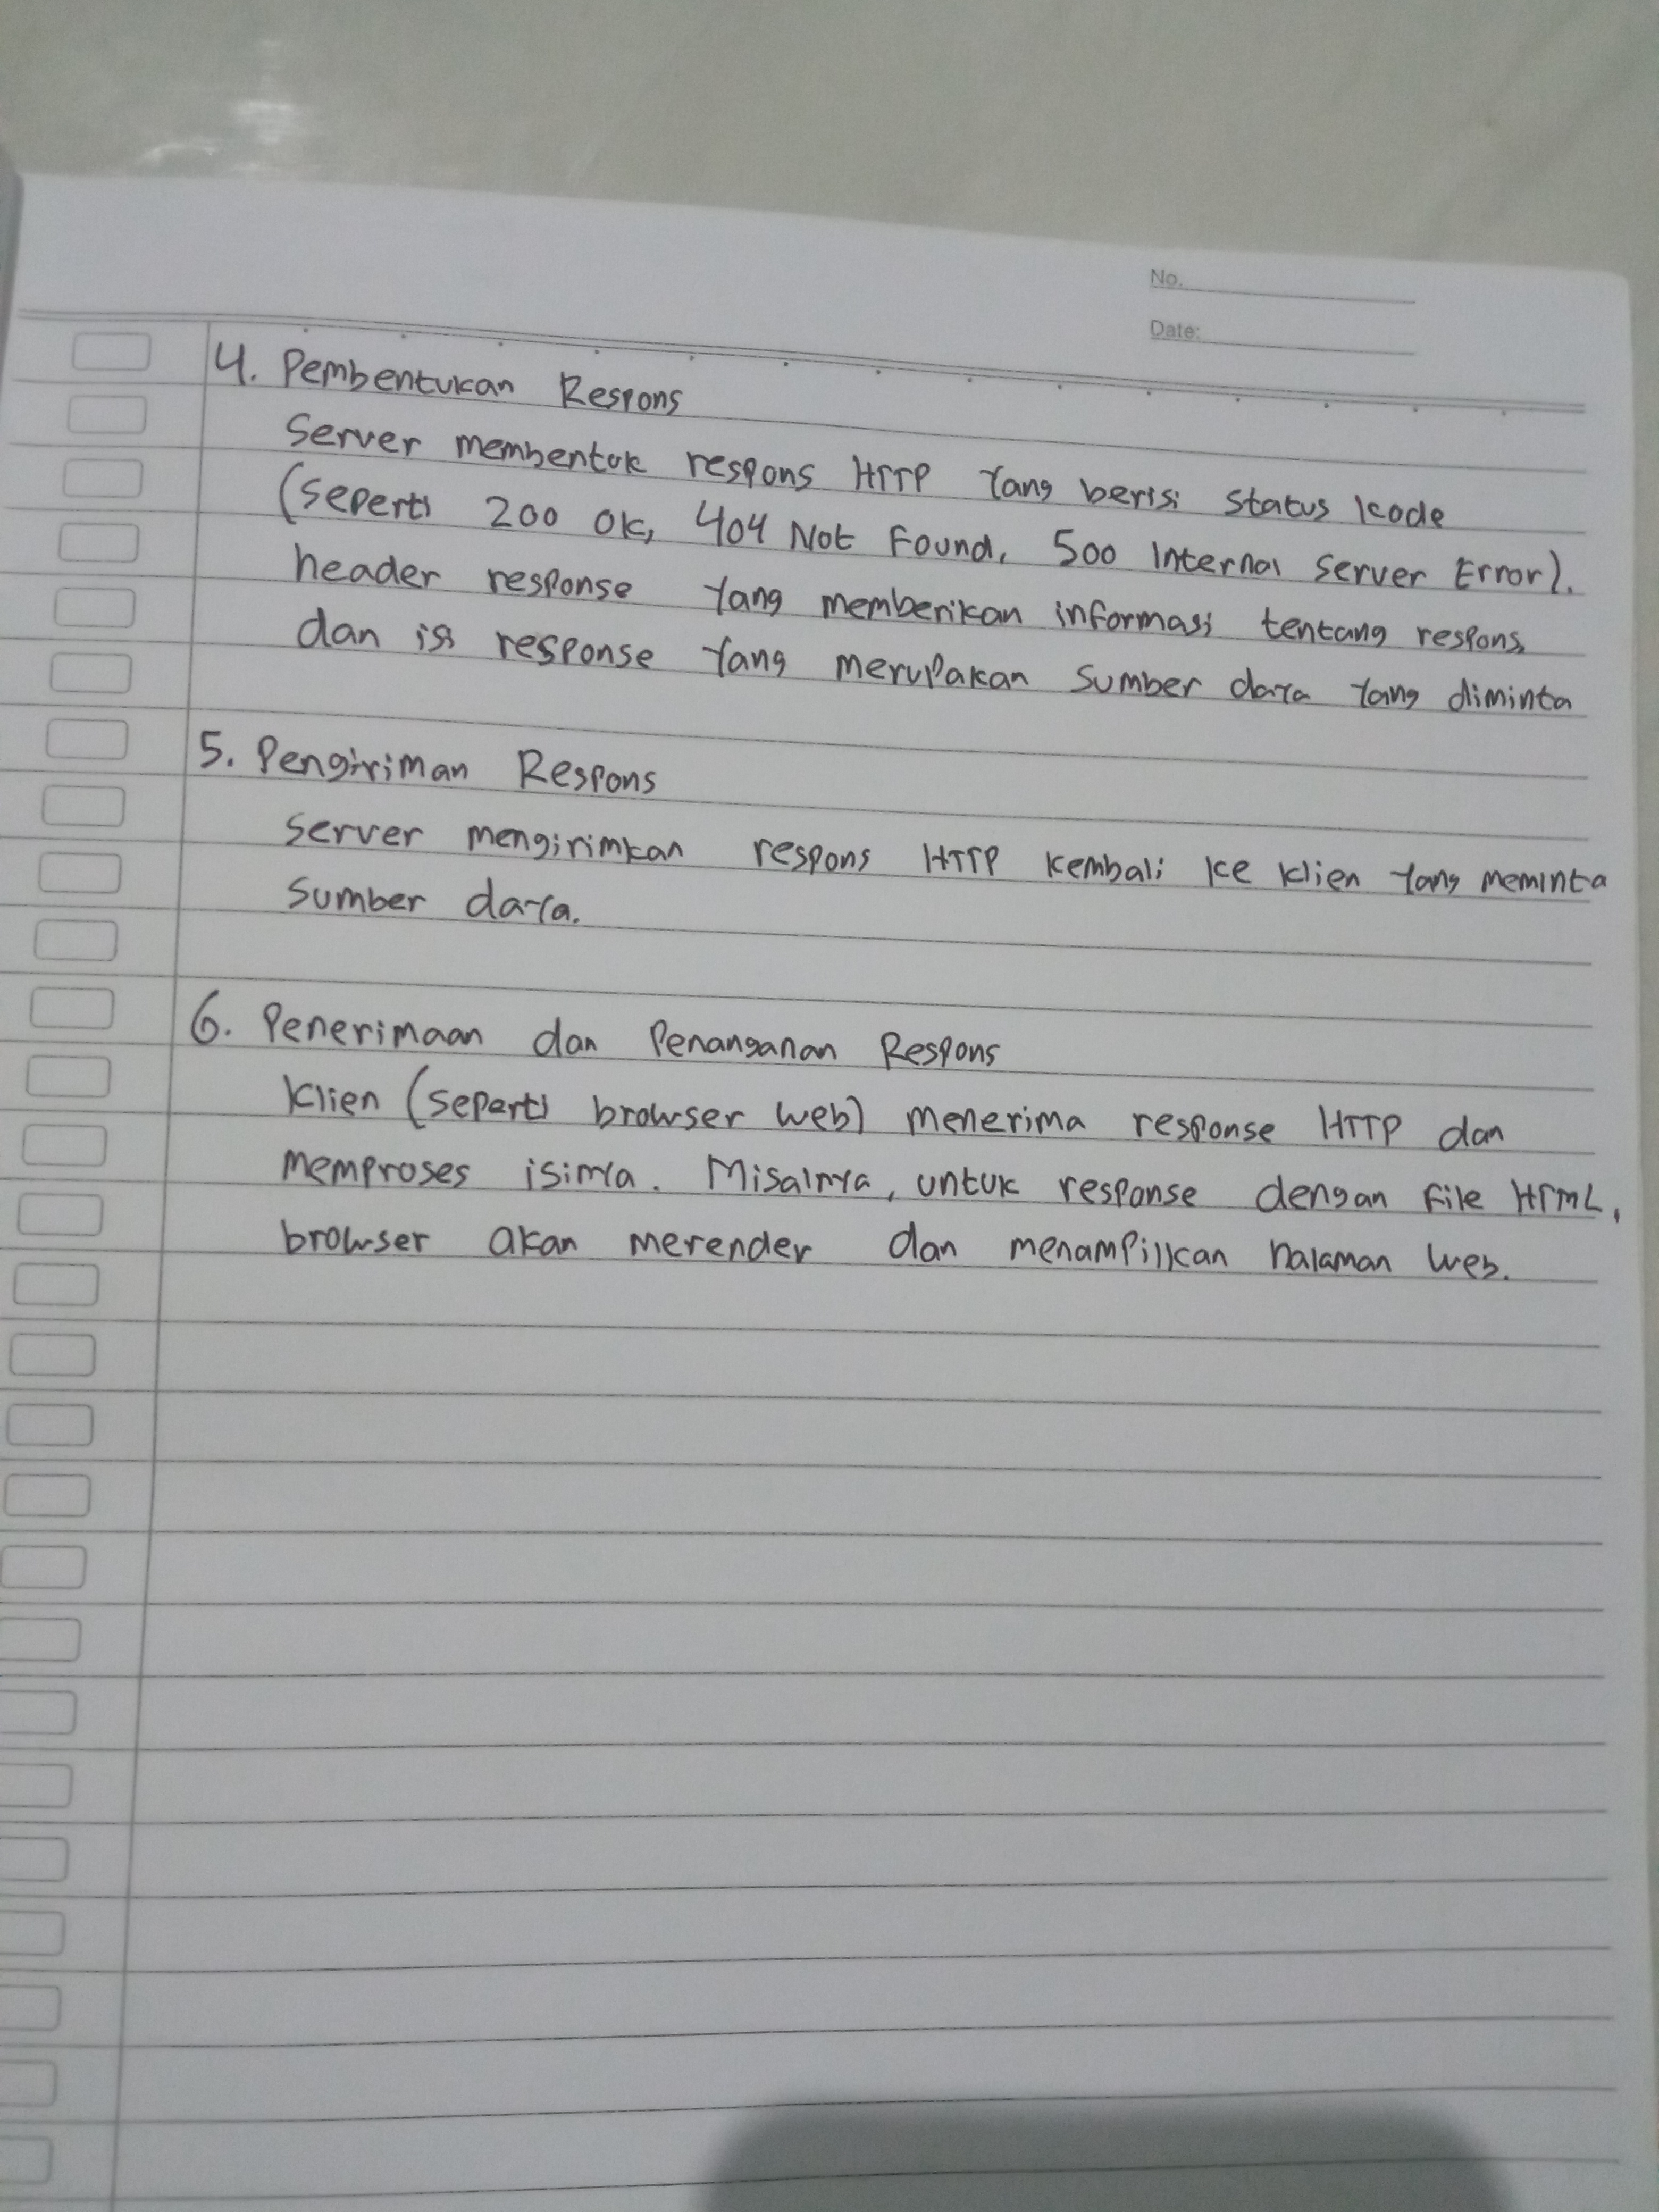 No.
Date:
4. Pembentukan Respons
Server membentuk respons HTTP Yang berisi status kode
(seperti 200 OK, 404 Not Found, 500 Internal Server Error).
header response Yang memberikan informasi tentang respons,
dan isi response Yang merupakan sumber daya Yang diminta
5. Pengiriman Respons
Server mengirimkan respons HTTP kembali ke klien Yang meminta
sumber daya.
6. Penerimaan dan Penanganan Respons
Klien (seperti browser web) menerima response HTTP dan
memproses isinya. Misalnya, untuk response dengan file HTML,
browser akan merender dan menampilkan halaman web.